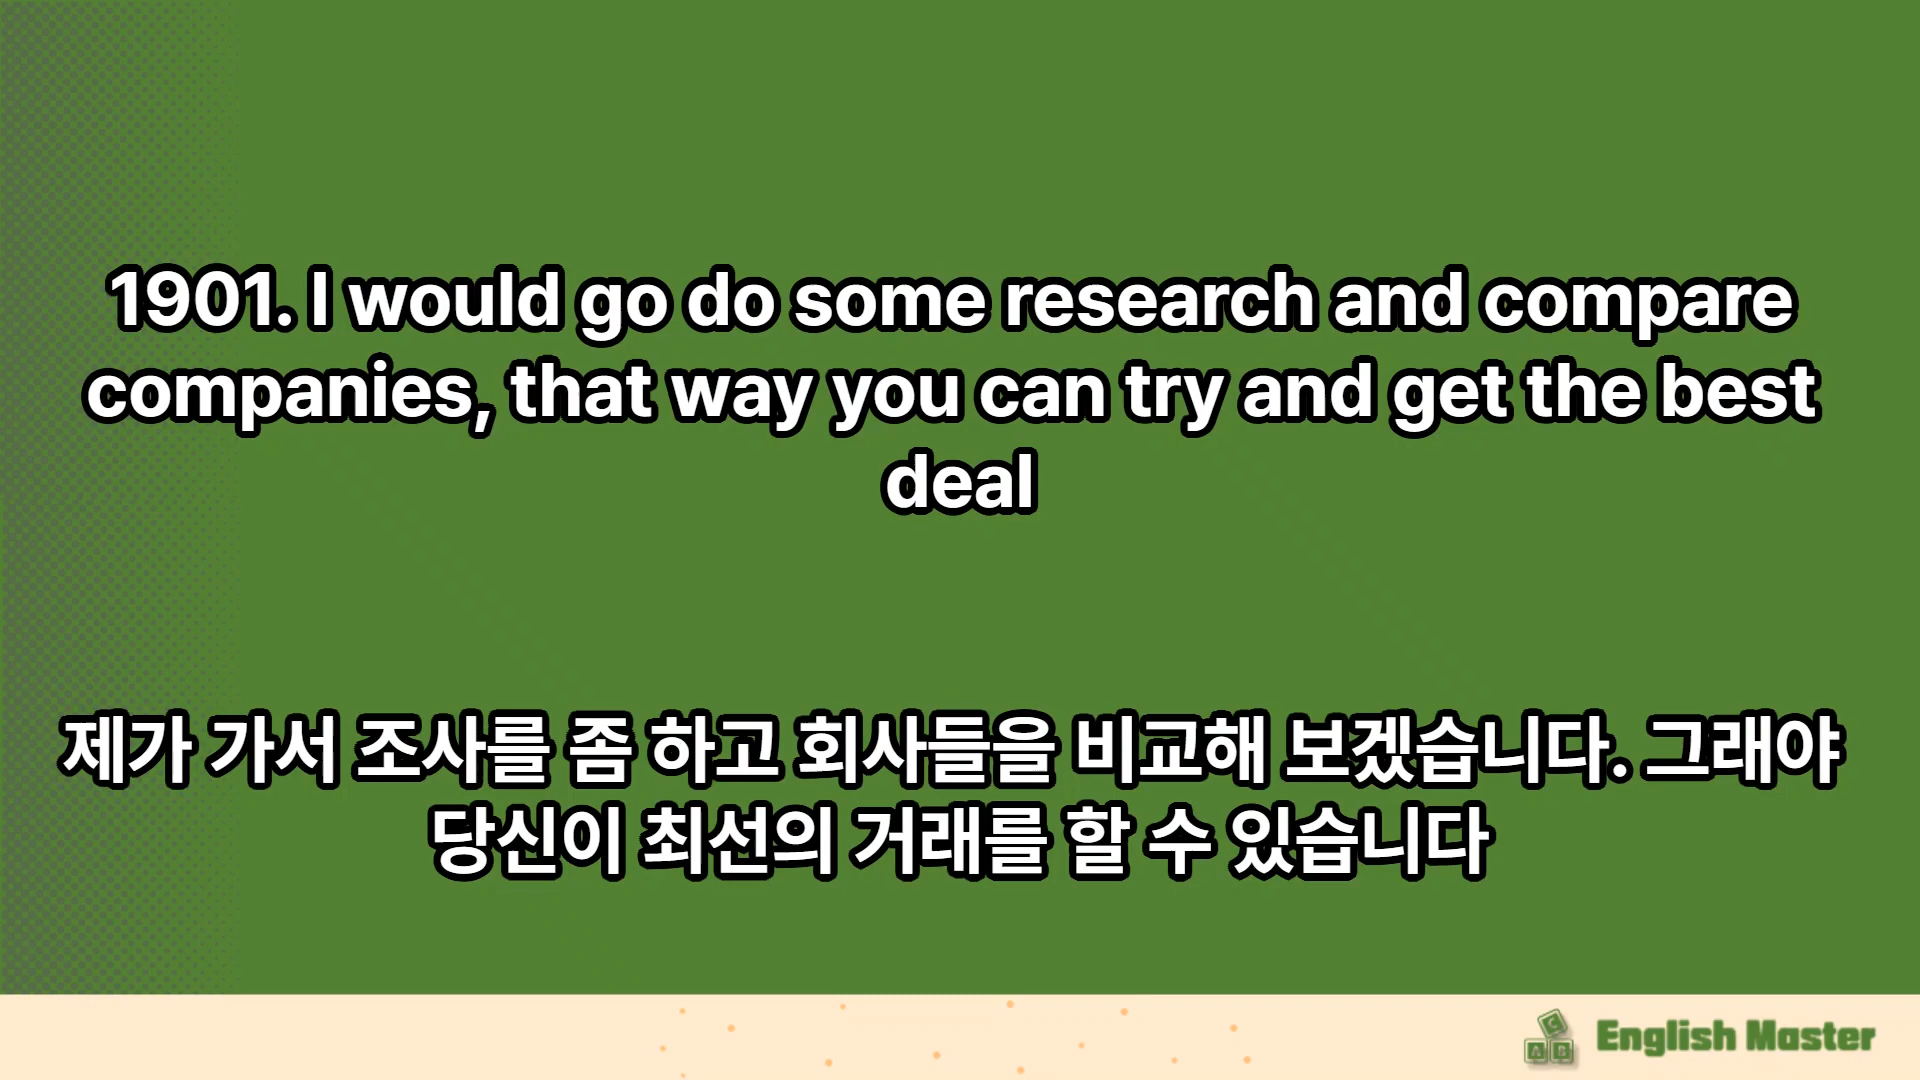 1901. I would go do some research and compare
companies, that way you can try and get the best
deal
제가 가서 조사를 좀 하고 회사들을 비교해 보겠습니다. 그래야
당신이 최선의 거래를 할 수 있습니다
C
A B
English Master